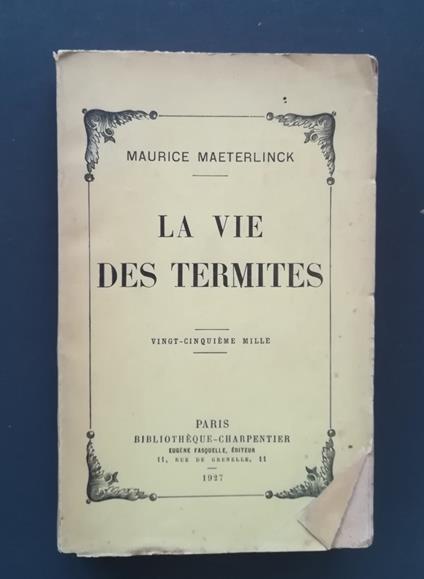 MAURICE MAETERLINCK
LA VIE
DES TERMITES
VINGT-CINQUIÈME MILLE
PARIS
BIBLIOTHÈQUE-CHARPENTIER
EUGÈNE FASQUELLE, ÉDITEUR
11, RUE DE GRENELLE, 11
1927